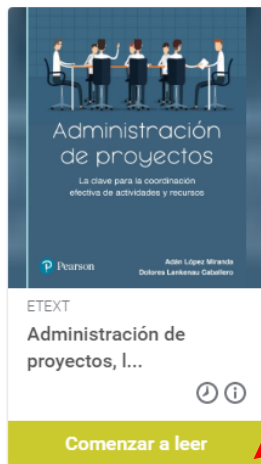 Administración
de proyectos
La clave para la coordinación
efectiva de actividades y recursos
Pearson
Adán López Miranda
Dolores Lankenau Caballero
ETEXT
Administración de
proyectos, l...
Comenzar a leer